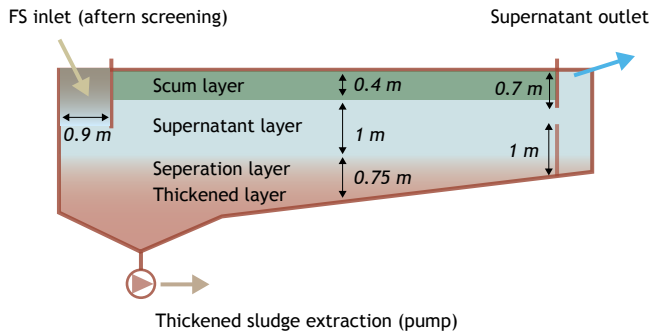 FS inlet (aftern screening)
Supernatant outlet
Scum layer
0.4 m
0.7 m
0.9 m
Supernatant layer
1 m
1 m
Seperation layer
0.75 m
Thickened layer
Thickened sludge extraction (pump)